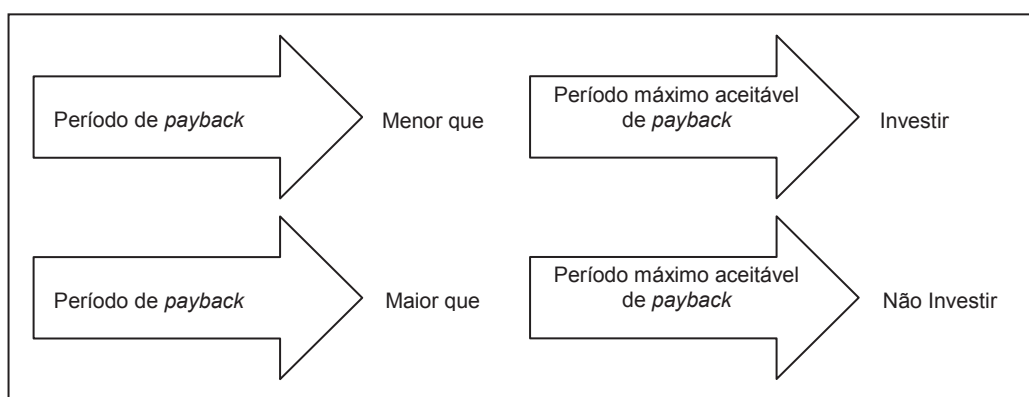 Período de payback
Menor que
Período máximo aceitável
de payback
Investir
Período de payback
Maior que
Período máximo aceitável
de payback
Não Investir